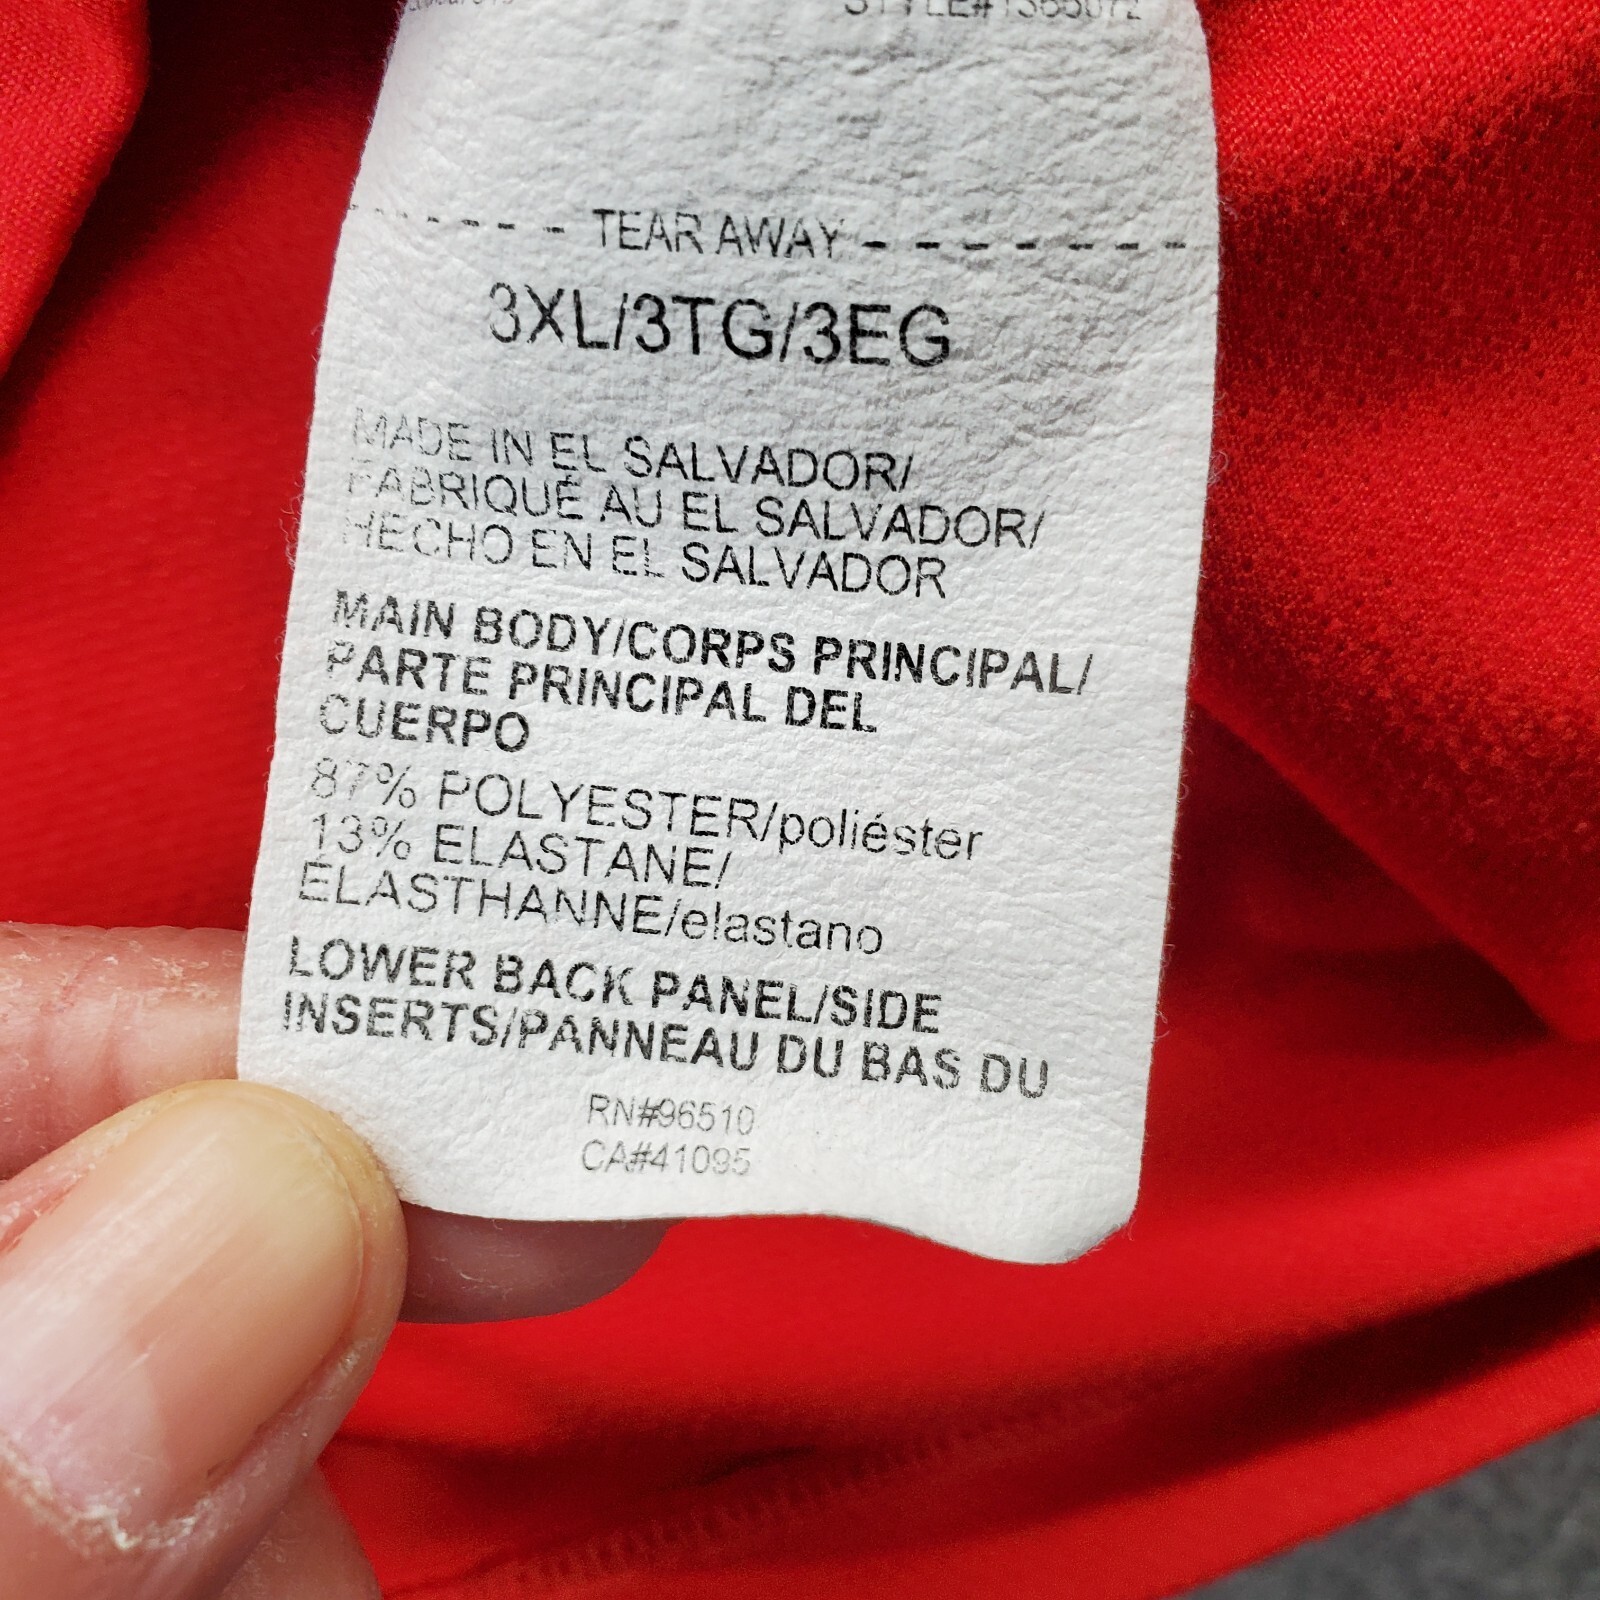 STYLE#1365072
TEAR AWAY
3XL/3TG/3EG
MADE IN EL SALVADOR/
FABRIQUÉ AU EL SALVADOR/
HECHO EN EL SALVADOR
MAIN BODY/CORPS PRINCIPAL/
PARTE PRINCIPAL DEL
CUERPO
87% POLYESTER/poliéster
13% ELASTANE/
ÉLASTHANNE/elastano
LOWER BACK PANEL/SIDE
INSERTS/PANNEAU DU BAS DU
RN#96510
CA#41095